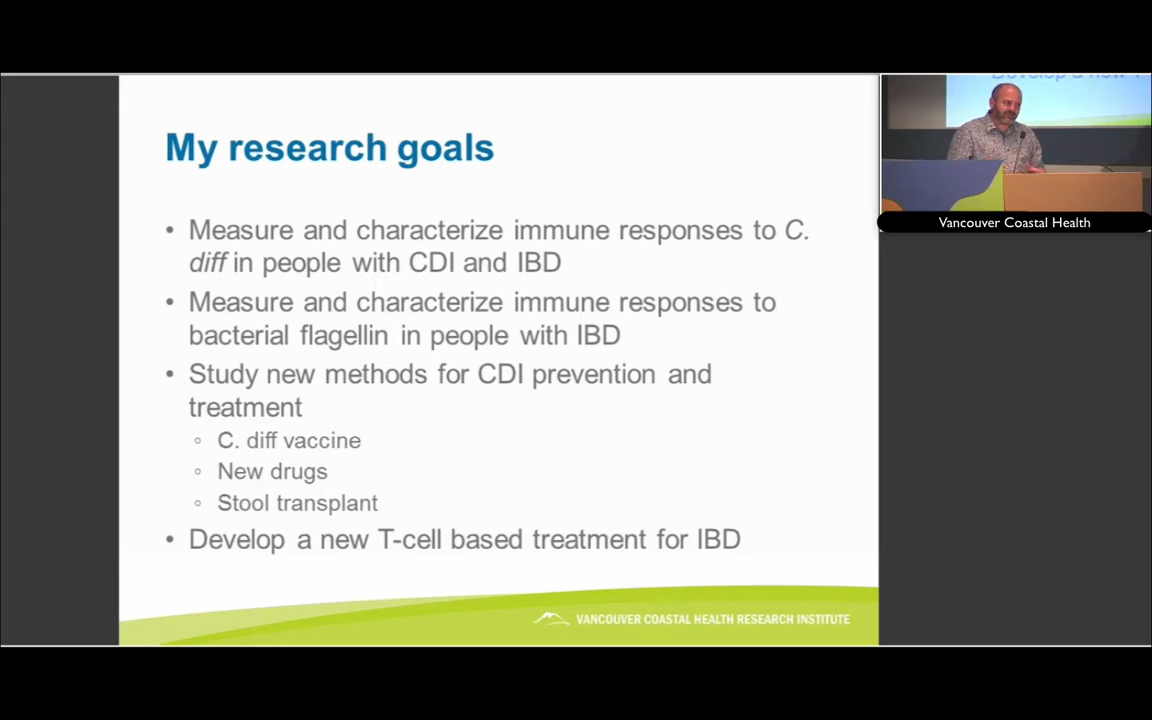 Develop a new T
My research goals
Vancouver Coastal Health
• Measure and characterize immune responses to C.
diff in people with CDI and IBD
• Measure and characterize immune responses to
bacterial flagellin in people with IBD
• Study new methods for CDI prevention and
treatment
◦ C. diff vaccine
◦ New drugs
◦ Stool transplant
• Develop a new T-cell based treatment for IBD
VANCOUVER COASTAL HEALTH RESEARCH INSTITUTE